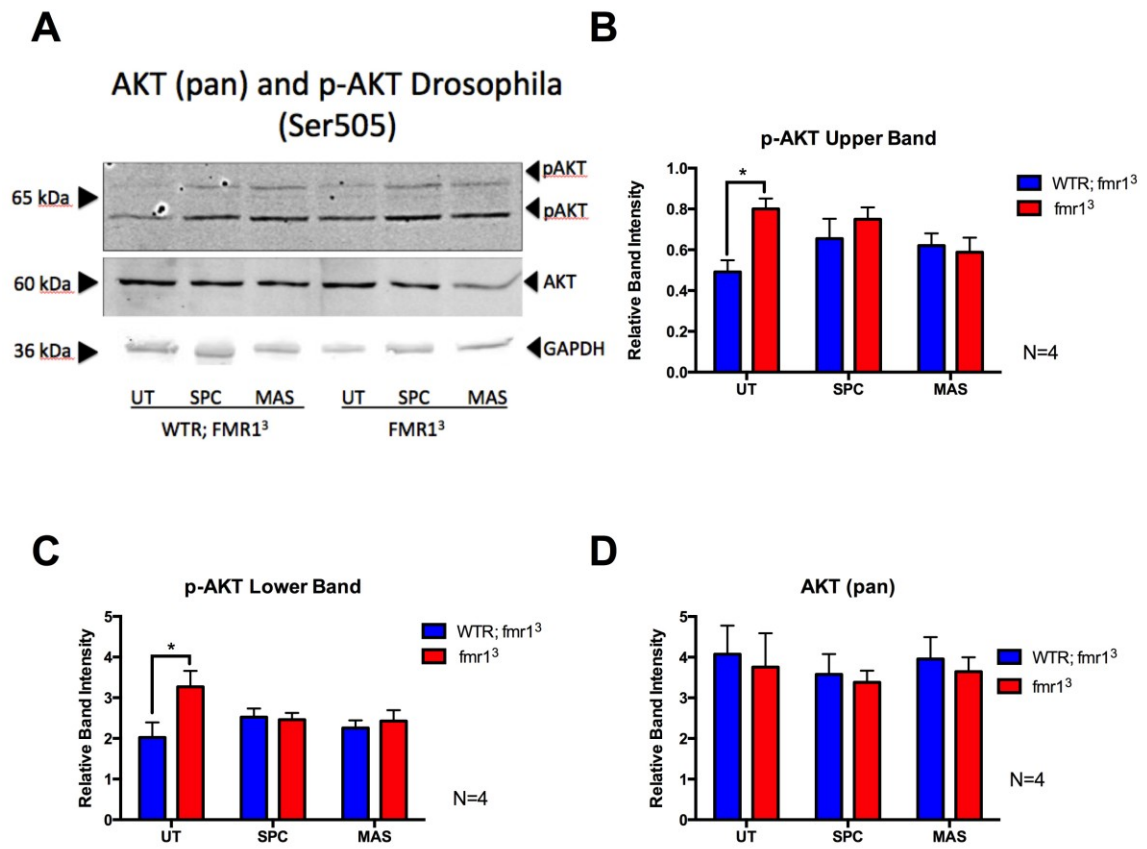 A
AKT (pan) and p-AKT Drosophila
(Ser505)
65 kDa
pAKT
pAKT
60 kDa
AKT
36 kDa
GAPDH
UT SPC MAS UT SPC MAS
WTR; FMR1³ FMR1³
B
p-AKT Upper Band
Relative Band Intensity
1.0
0.8
0.6
0.4
0.2
0.0
*
UT SPC MAS
WTR; fmr1³
fmr1³
N=4
C
p-AKT Lower Band
Relative Band Intensity
5
4
3
2
1
0
*
UT SPC MAS
WTR; fmr1³
fmr1³
N=4
D
AKT (pan)
Relative Band Intensity
5
4
3
2
1
0
UT SPC MAS
WTR; fmr1³
fmr1³
N=4